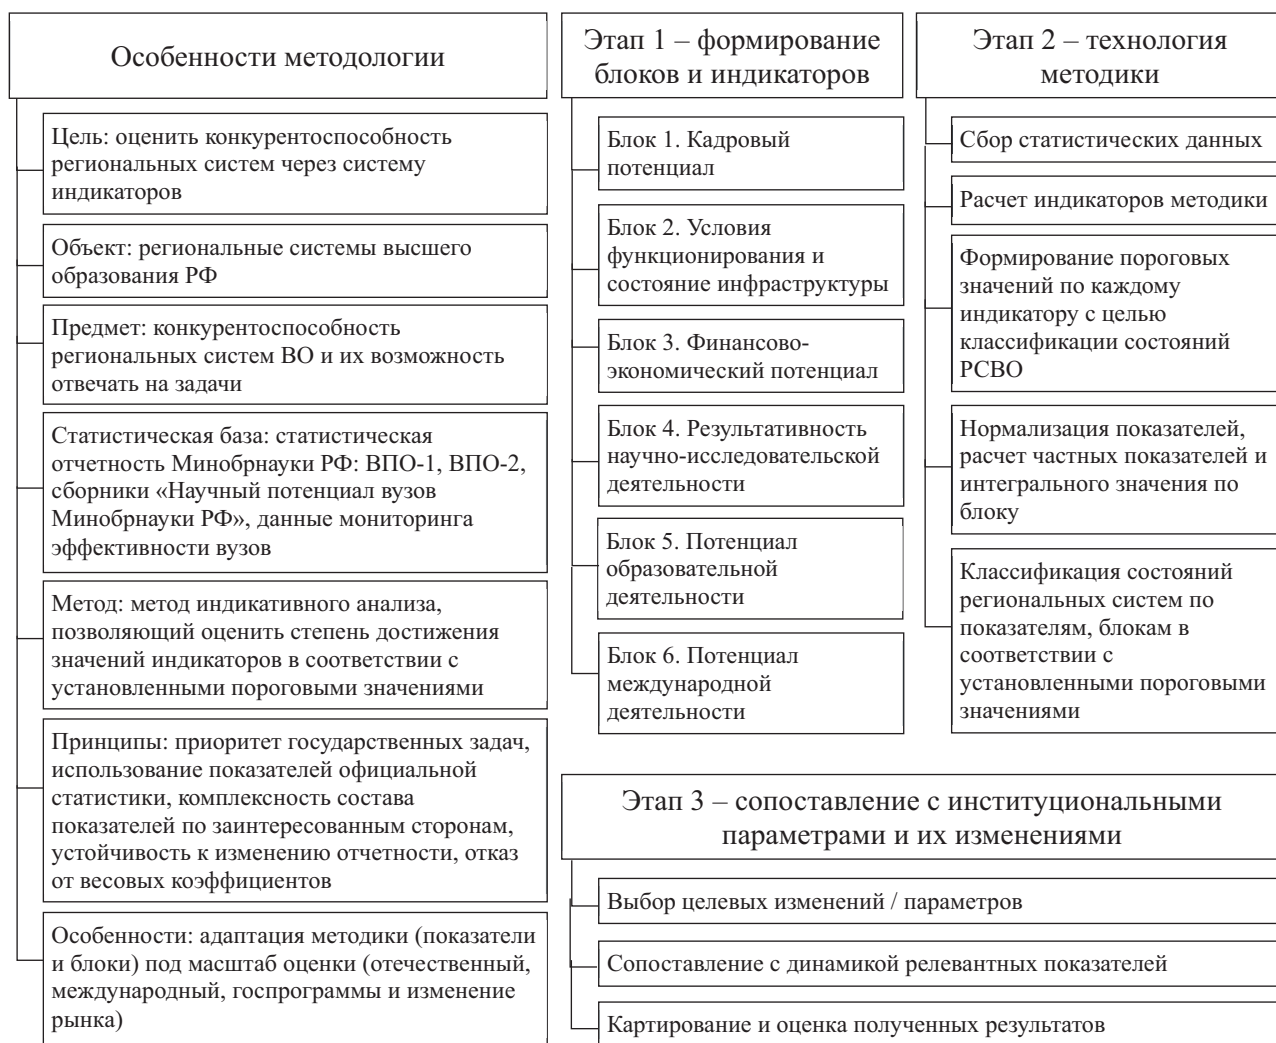 Особенности методологии
Цель: оценить конкурентоспособность
региональных систем через систему
индикаторов
Объект: региональные системы высшего
образования РФ
Предмет: конкурентоспособность
региональных систем ВО и их возможность
отвечать на задачи
Статистическая база: статистическая
отчетность Минобрнауки РФ: ВПО-1, ВПО-2,
сборники «Научный потенциал вузов
Минобрнауки РФ», данные мониторинга
эффективности вузов
Метод: метод индикативного анализа,
позволяющий оценить степень достижения
значений индикаторов в соответствии с
установленными пороговыми значениями
Принципы: приоритет государственных задач,
использование показателей официальной
статистики, комплексность состава
показателей по заинтересованным сторонам,
устойчивость к изменению отчетности, отказ
от весовых коэффициентов
Особенности: адаптация методики (показатели
и блоки) под масштаб оценки (отечественный,
международный, госпрограммы и изменение
рынка)
Этап 1 – формирование
блоков и индикаторов
Блок 1. Кадровый
потенциал
Блок 2. Условия
функционирования и
состояние инфраструктуры
Блок 3. Финансово-
экономический потенциал
Блок 4. Результативность
научно-исследовательской
деятельности
Блок 5. Потенциал
образовательной
деятельности
Блок 6. Потенциал
международной
деятельности
Этап 2 – технология
методики
Сбор статистических данных
Расчет индикаторов методики
Формирование пороговых
значений по каждому
индикатору с целью
классификации состояний
РСВО
Нормализация показателей,
расчет частных показателей и
интегрального значения по
блоку
Классификация состояний
региональных систем по
показателям, блокам в
соответствии с
установленными пороговыми
значениями
Этап 3 – сопоставление с институциональными
параметрами и их изменениями
Выбор целевых изменений / параметров
Сопоставление с динамикой релевантных показателей
Картирование и оценка полученных результатов